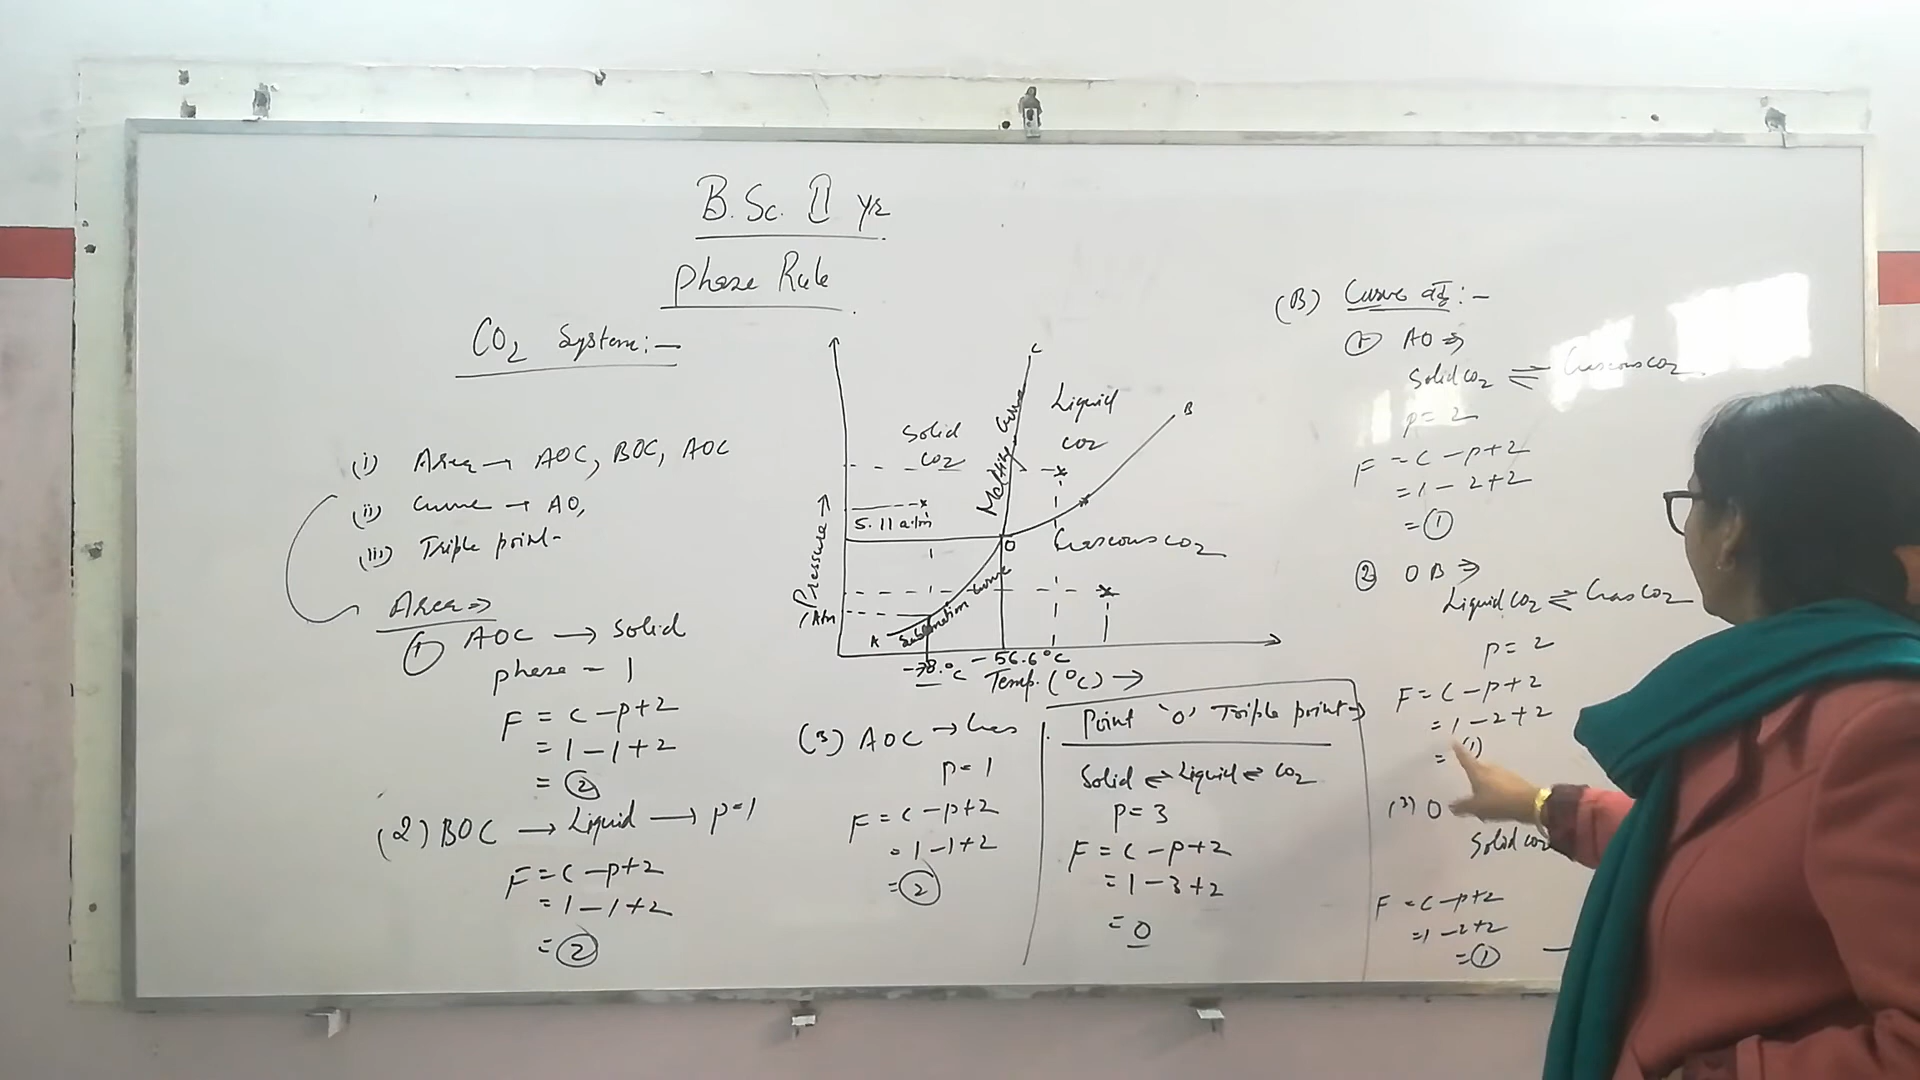 B.Sc. II yr
Phase Rule
CO2 System:-
(i) Area → AOC, BOC, AOC
(ii) Curve → AO,
(iii) Triple point-
Area ⇒
① AOC → Solid
phase = 1
F = C - P + 2
= 1 - 1 + 2
= ②
(2) BOC → Liquid → P=1
F = C - P + 2
= 1 - 1 + 2
= ②
C
Liquid
CO2
B
Solid
CO2
Melting Curve
5.11 atm
O
Gaseous CO2
Pressure →
1 Atm
A
Sublimation Curve
-78.°C
-56.6°C
Temp. (°C) →
(3) AOC → Gas
P = 1
F = C - P + 2
= 1 - 1 + 2
= ②
Point 'O' Triple point ⇒
Solid ⇌ Liquid ⇌ CO2
P = 3
F = C - P + 2
= 1 - 3 + 2
= 0
(B) Curve वक्र :-
① AO ⇒
Solid CO2 ⇌ Gaseous CO2
P = 2
F = C - P + 2
= 1 - 2 + 2
= ①
② OB ⇒
Liquid CO2 ⇌ Gas CO2
P = 2
F = C - P + 2
= 1 - 2 + 2
= (1)
(3) O
Solid CO2
F = C - P + 2
= 1 - 2 + 2
= ①